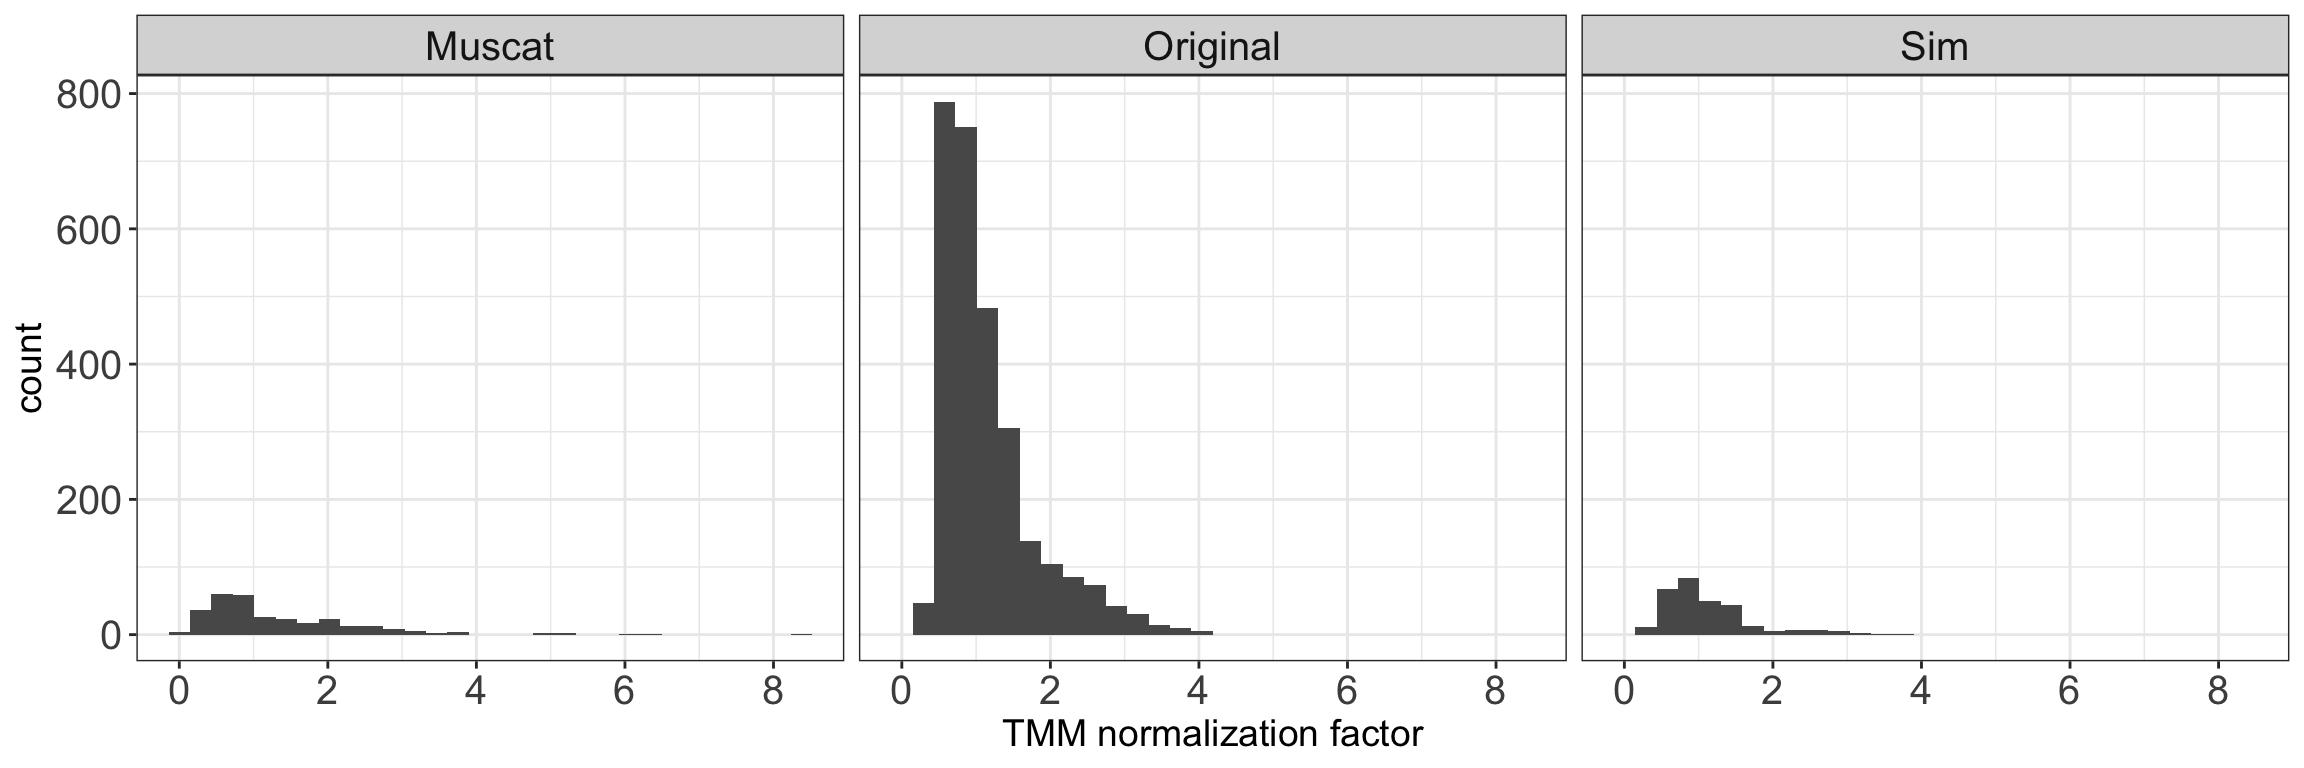 Muscat Original Sim
800
600
400
200
0
count
0 2 4 6 8 0 2 4 6 8 0 2 4 6 8
TMM normalization factor